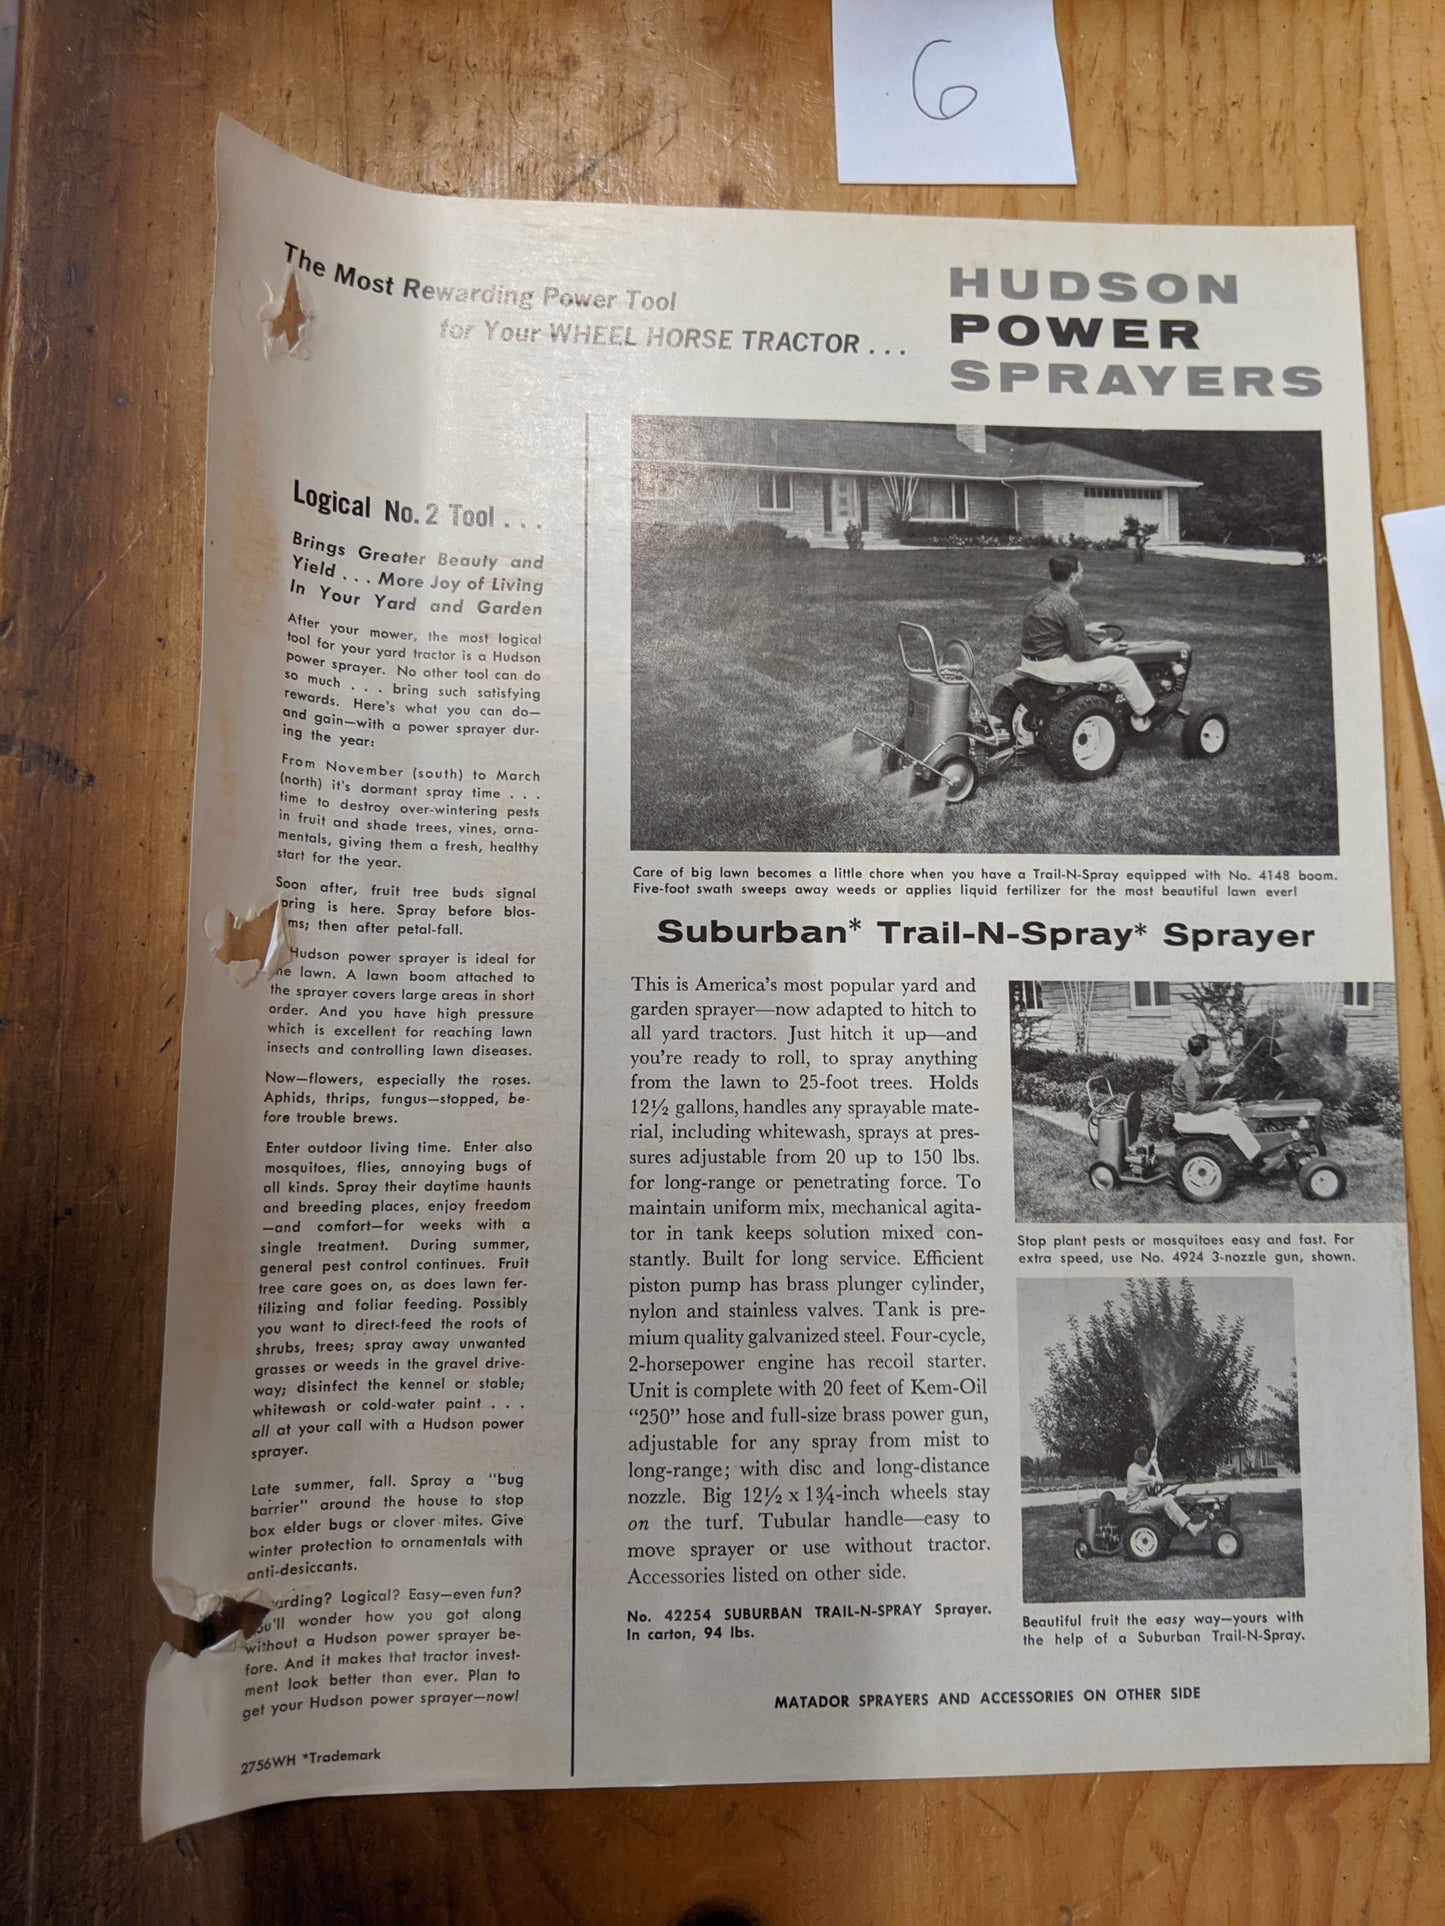 6
The Most Rewarding Power Tool
for Your WHEEL HORSE TRACTOR . . .
HUDSON
POWER
SPRAYERS
Logical No. 2 Tool . . .
Brings Greater Beauty and
Yield . . . More Joy of Living
In Your Yard and Garden
After your mower, the most logical
tool for your yard tractor is a Hudson
power sprayer. No other tool can do
so much . . . bring such satisfying
rewards. Here's what you can do—
and gain—with a power sprayer dur-
ing the year:
From November (south) to March
(north) it's dormant spray time . . .
time to destroy over-wintering pests
in fruit and shade trees, vines, orna-
mentals, giving them a fresh, healthy
start for the year.
Soon after, fruit tree buds signal
pring is here. Spray before blos-
ms; then after petal-fall.
Hudson power sprayer is ideal for
he lawn. A lawn boom attached to
the sprayer covers large areas in short
order. And you have high pressure
which is excellent for reaching lawn
insects and controlling lawn diseases.
Now—flowers, especially the roses.
Aphids, thrips, fungus—stopped, be-
fore trouble brews.
Enter outdoor living time. Enter also
mosquitoes, flies, annoying bugs of
all kinds. Spray their daytime haunts
and breeding places, enjoy freedom
—and comfort—for weeks with a
single treatment. During summer,
general pest control continues. Fruit
tree care goes on, as does lawn fer-
tilizing and foliar feeding. Possibly
you want to direct-feed the roots of
shrubs, trees; spray away unwanted
grasses or weeds in the gravel drive-
way; disinfect the kennel or stable;
whitewash or cold-water paint . . .
all at your call with a Hudson power
sprayer.
Late summer, fall. Spray a "bug
barrier" around the house to stop
box elder bugs or clover mites. Give
winter protection to ornamentals with
anti-desiccants.
arding? Logical? Easy—even fun?
ou'll wonder how you got along
without a Hudson power sprayer be-
fore. And it makes that tractor invest-
ment look better than ever. Plan to
get your Hudson power sprayer—now!
2756WH *Trademark
Care of big lawn becomes a little chore when you have a Trail-N-Spray equipped with No. 4148 boom.
Five-foot swath sweeps away weeds or applies liquid fertilizer for the most beautiful lawn ever!
Suburban* Trail-N-Spray* Sprayer
This is America's most popular yard and
garden sprayer—now adapted to hitch to
all yard tractors. Just hitch it up—and
you're ready to roll, to spray anything
from the lawn to 25-foot trees. Holds
12½ gallons, handles any sprayable mate-
rial, including whitewash, sprays at pres-
sures adjustable from 20 up to 150 lbs.
for long-range or penetrating force. To
maintain uniform mix, mechanical agita-
tor in tank keeps solution mixed con-
stantly. Built for long service. Efficient
piston pump has brass plunger cylinder,
nylon and stainless valves. Tank is pre-
mium quality galvanized steel. Four-cycle,
2-horsepower engine has recoil starter.
Unit is complete with 20 feet of Kem-Oil
"250" hose and full-size brass power gun,
adjustable for any spray from mist to
long-range; with disc and long-distance
nozzle. Big 12½ x 1¾-inch wheels stay
on the turf. Tubular handle—easy to
move sprayer or use without tractor.
Accessories listed on other side.
No. 42254 SUBURBAN TRAIL-N-SPRAY Sprayer.
In carton, 94 lbs.
Stop plant pests or mosquitoes easy and fast. For
extra speed, use No. 4924 3-nozzle gun, shown.
Beautiful fruit the easy way—yours with
the help of a Suburban Trail-N-Spray.
MATADOR SPRAYERS AND ACCESSORIES ON OTHER SIDE